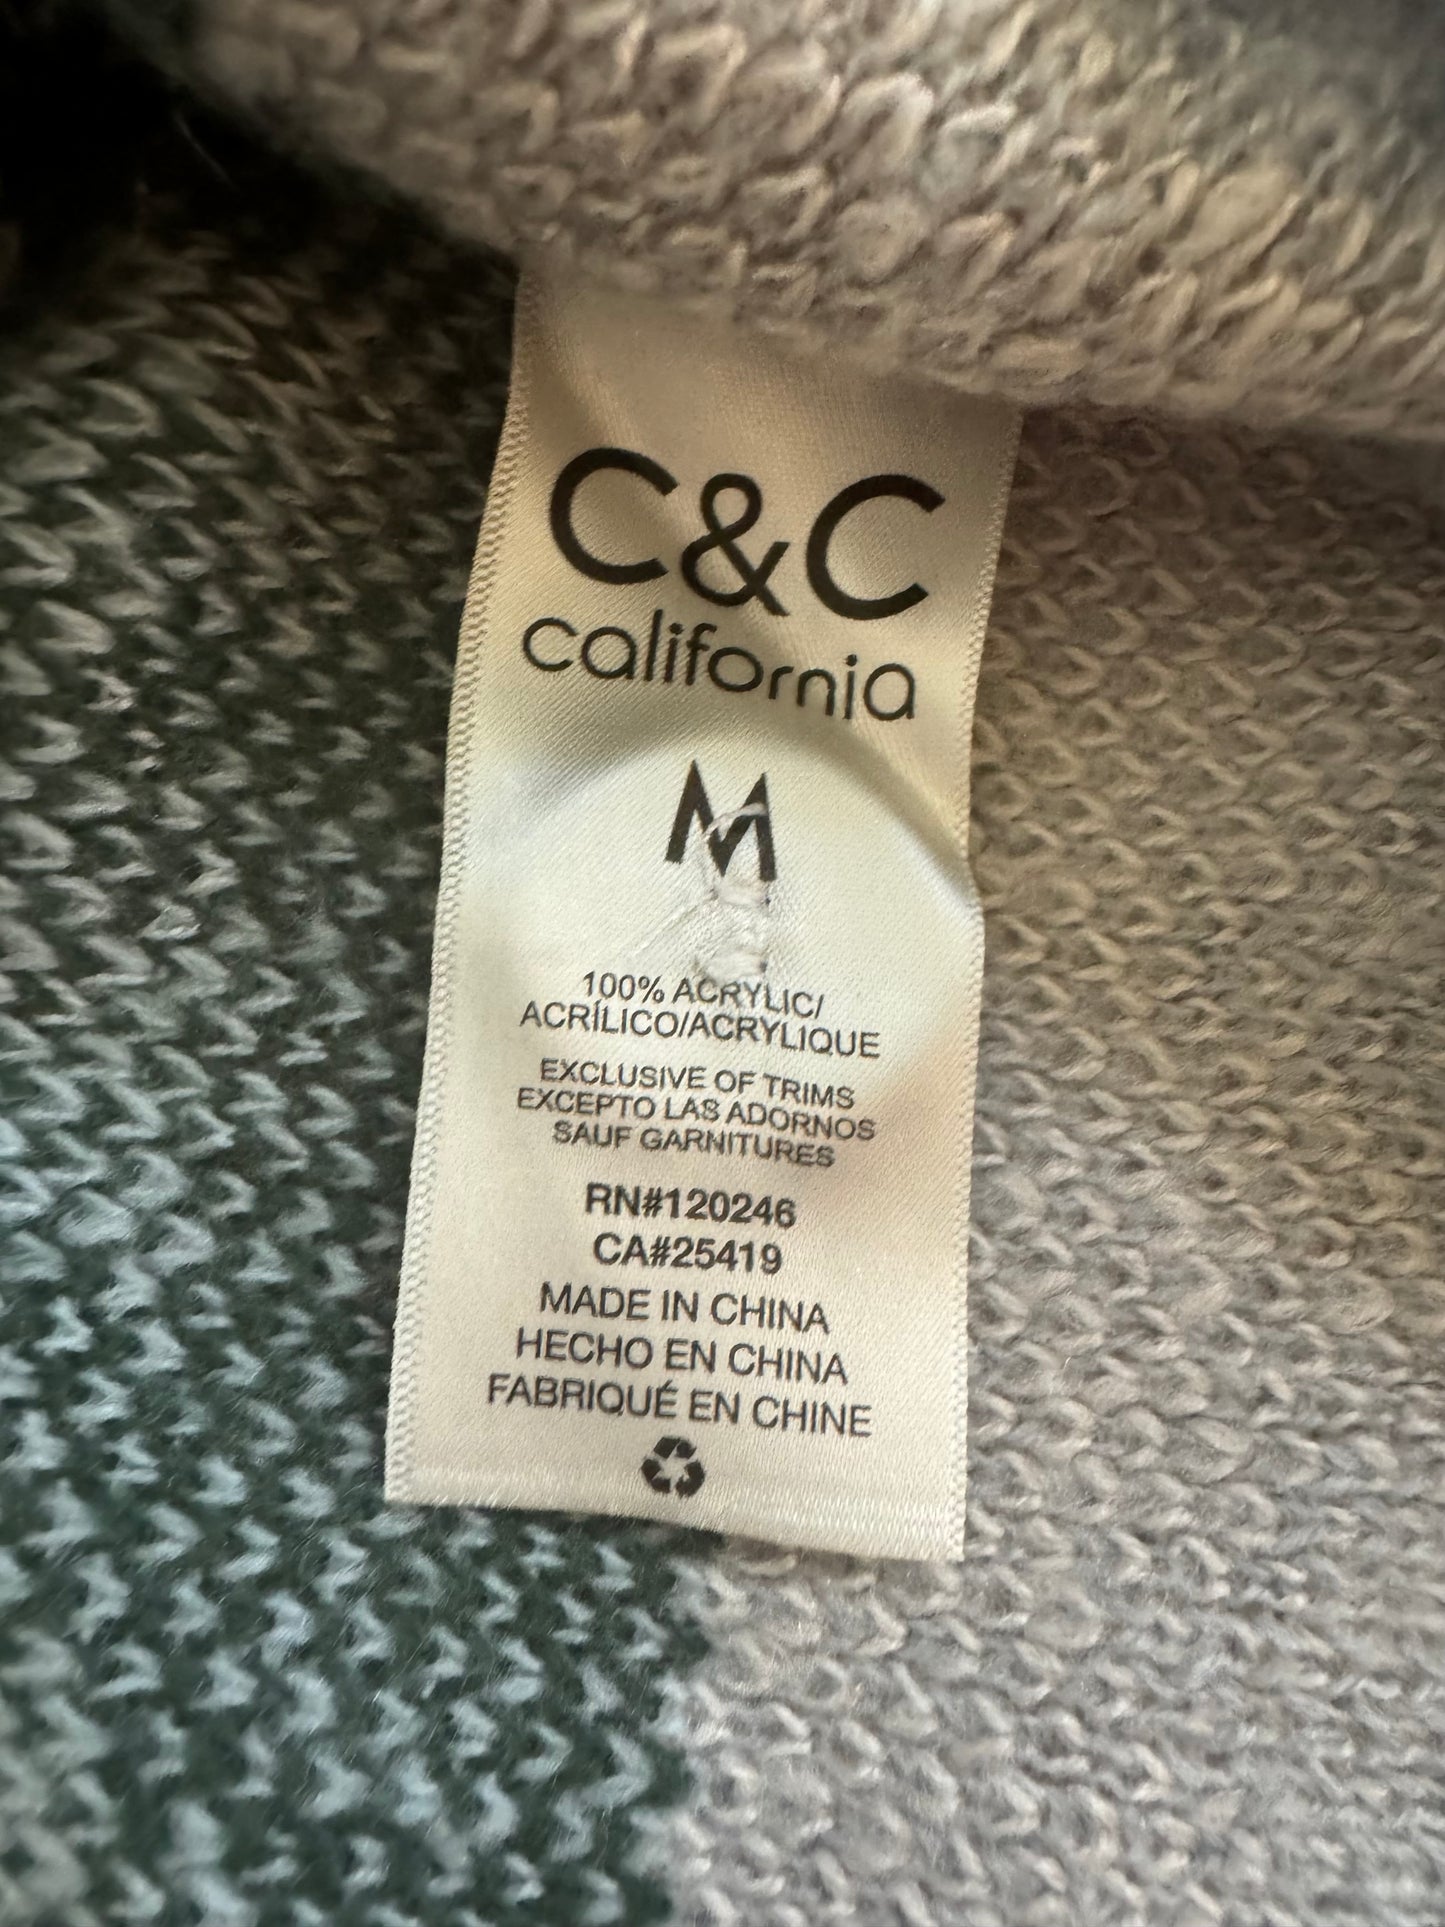 C&C
california
M
100% ACRYLIC/
ACRÍLICO/ACRYLIQUE
EXCLUSIVE OF TRIMS
EXCEPTO LAS ADORNOS
SAUF GARNITURES
RN#120246
CA#25419
MADE IN CHINA
HECHO EN CHINA
FABRIQUÉ EN CHINE